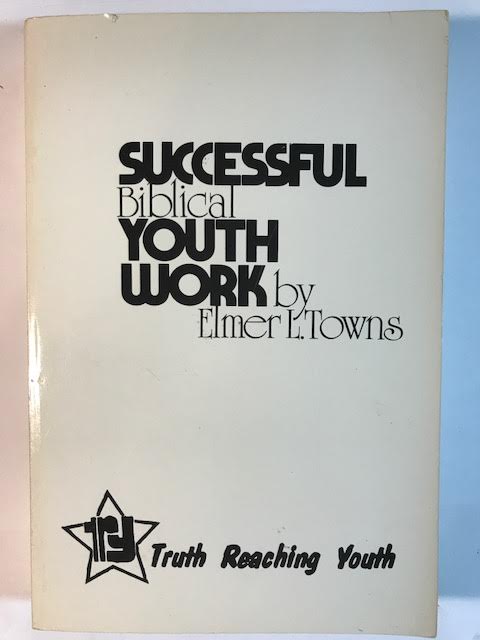 SUCCESSFUL
Biblical
YOUTH
WORK by
Elmer L. Towns
try Truth Reaching Youth